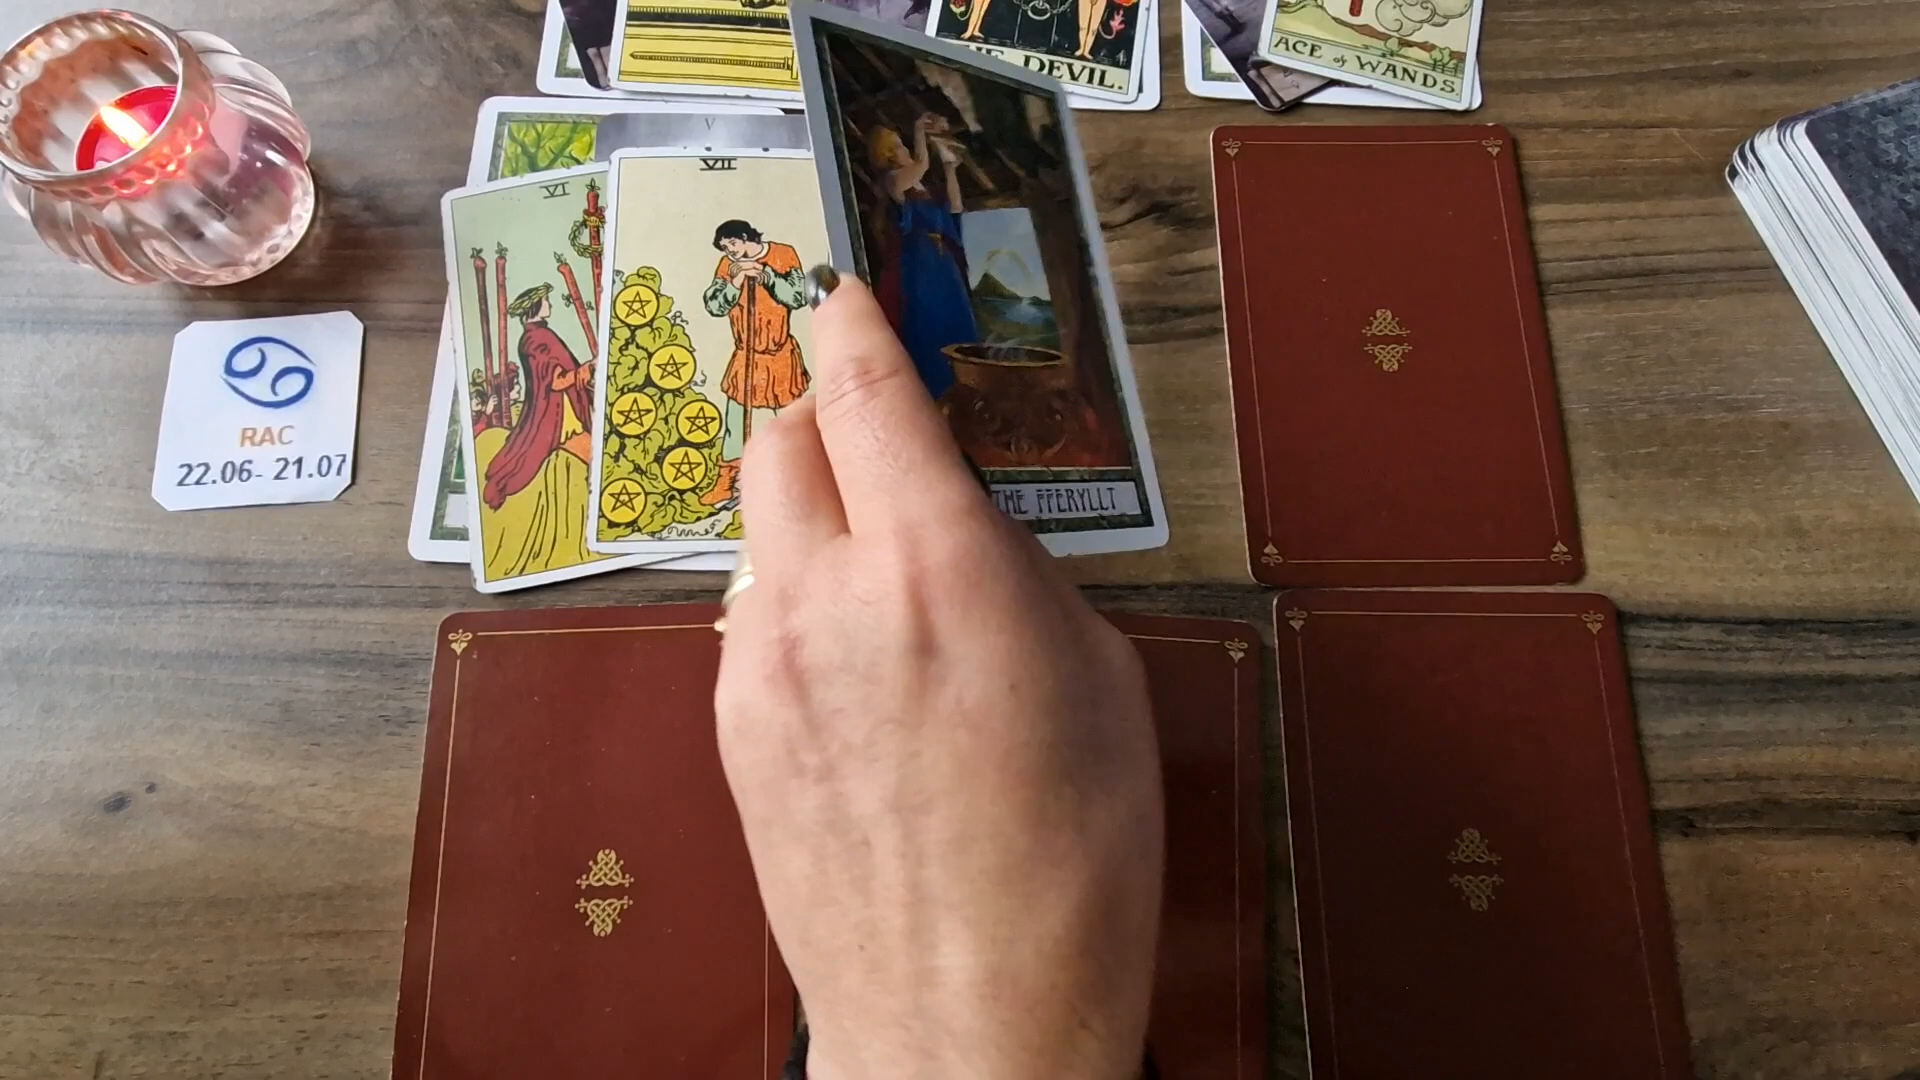 THE DEVIL.
ACE of WANDS
V
VII
VI
RAC
22.06- 21.07
THE FFERYLLT